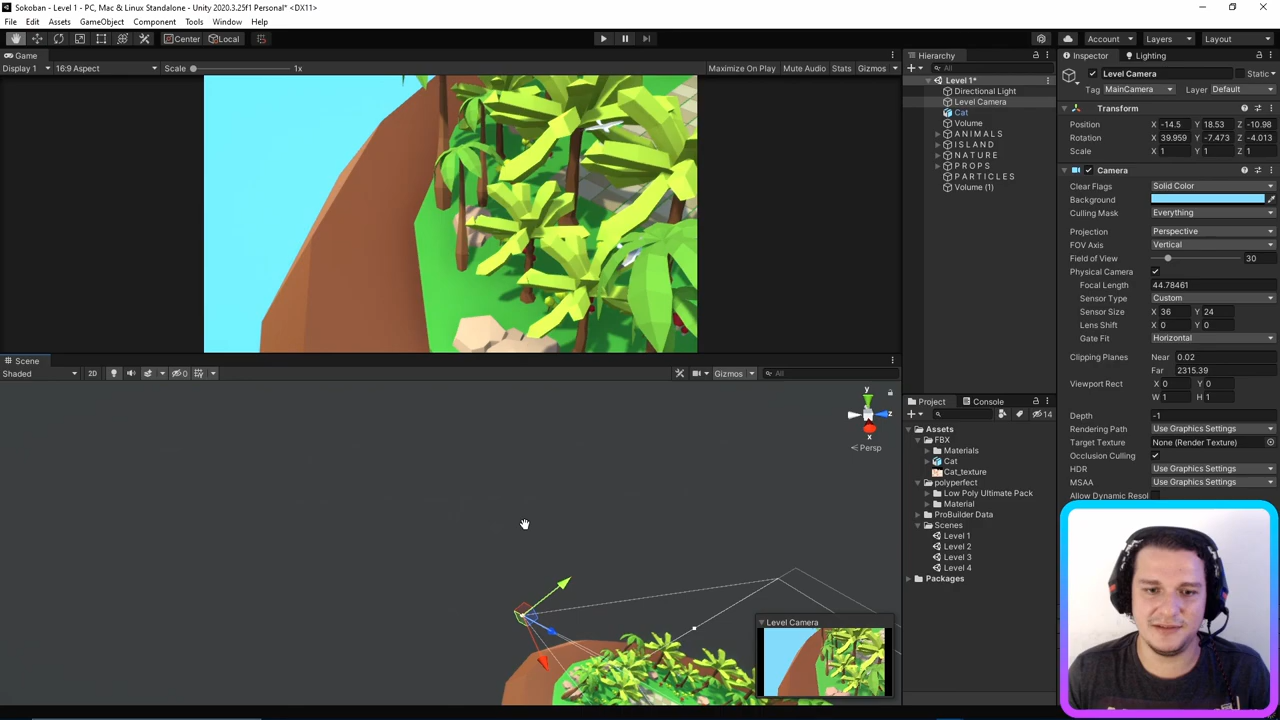 Sokoban - Level 1 - PC, Mac & Linux Standalone - Unity 2020.3.25f1 Personal* <DX11>
File Edit Assets GameObject Component Tools Window Help
Center Local Account Layers Layout
Game
Display 1 16:9 Aspect Scale 1x Maximize On Play Mute Audio Stats Gizmos
Hierarchy
All
Level 1*
Directional Light
Level Camera
Cat
Volume
A N I M A L S
I S L A N D
N A T U R E
P R O P S
P A R T I C L E S
Volume (1)
Inspector Lighting
Level Camera Static
Tag MainCamera Layer Default
Transform
Position X -14.5 Y 18.53 Z -10.98
Rotation X 39.959 Y -7.473 Z -4.013
Scale X 1 Y 1 Z 1
Camera
Clear Flags Solid Color
Background
Culling Mask Everything
Projection Perspective
FOV Axis Vertical
Field of View 30
Physical Camera
Focal Length 44.78461
Sensor Type Custom
Sensor Size X 36 Y 24
Lens Shift X 0 Y 0
Gate Fit Horizontal
Clipping Planes Near 0.02
Far 2315.39
Viewport Rect X 0 Y 0
W 1 H 1
Depth -1
Rendering Path Use Graphics Settings
Target Texture None (Render Texture)
Occlusion Culling
HDR Use Graphics Settings
MSAA Use Graphics Settings
Allow Dynamic Resol
Scene
Shaded 2D 0 Gizmos All
y
z
x
Persp
Level Camera
Project Console
14
Assets
FBX
Materials
Cat
Cat_texture
polyperfect
Low Poly Ultimate Pack
Material
ProBuilder Data
Scenes
Level 1
Level 2
Level 3
Level 4
Packages